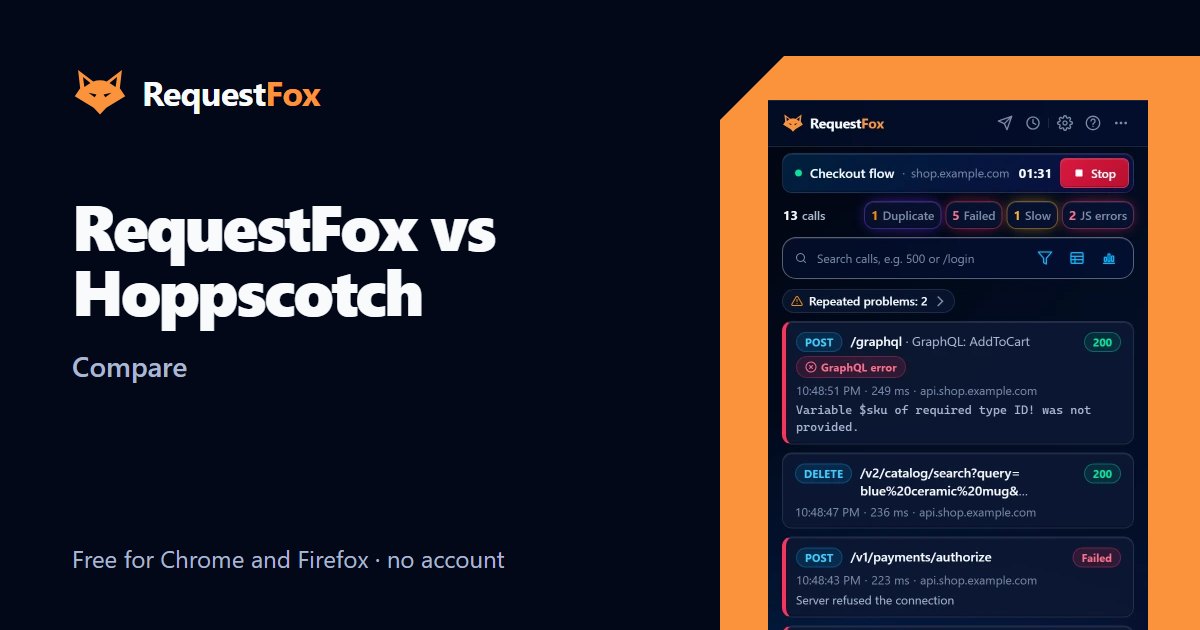 RequestFox
RequestFox vs
Hoppscotch
Compare
Free for Chrome and Firefox · no account
RequestFox
Checkout flow · shop.example.com 01:31 Stop
13 calls 1 Duplicate 5 Failed 1 Slow 2 JS errors
Search calls, e.g. 500 or /login
Repeated problems: 2
POST /graphql · GraphQL: AddToCart 200
GraphQL error
10:48:51 PM · 249 ms · api.shop.example.com
Variable $sku of required type ID! was not
provided.
DELETE /v2/catalog/search?query= 200
blue%20ceramic%20mug&...
10:48:47 PM · 236 ms · api.shop.example.com
POST /v1/payments/authorize Failed
10:48:43 PM · 223 ms · api.shop.example.com
Server refused the connection